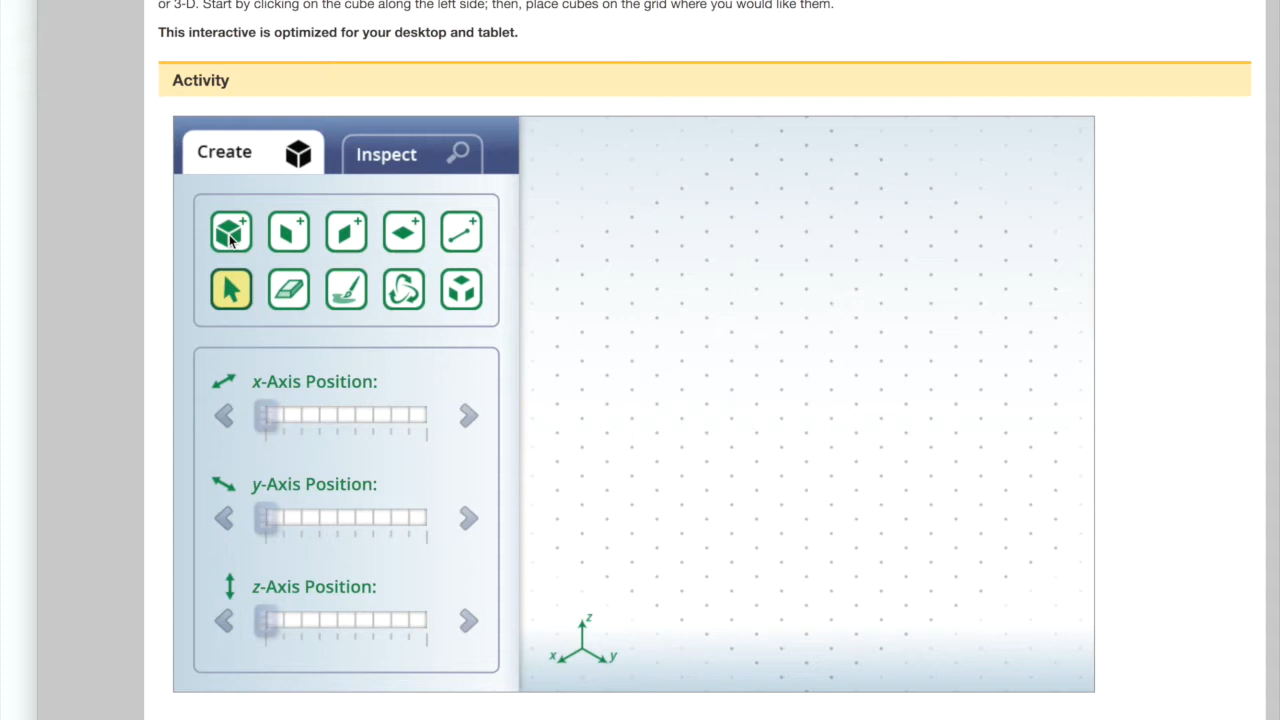 or 3-D. Start by clicking on the cube along the left side; then, place cubes on the grid where you would like them.
This interactive is optimized for your desktop and tablet.
Activity
Create
Inspect
x-Axis Position:
y-Axis Position:
z-Axis Position:
z
x
y